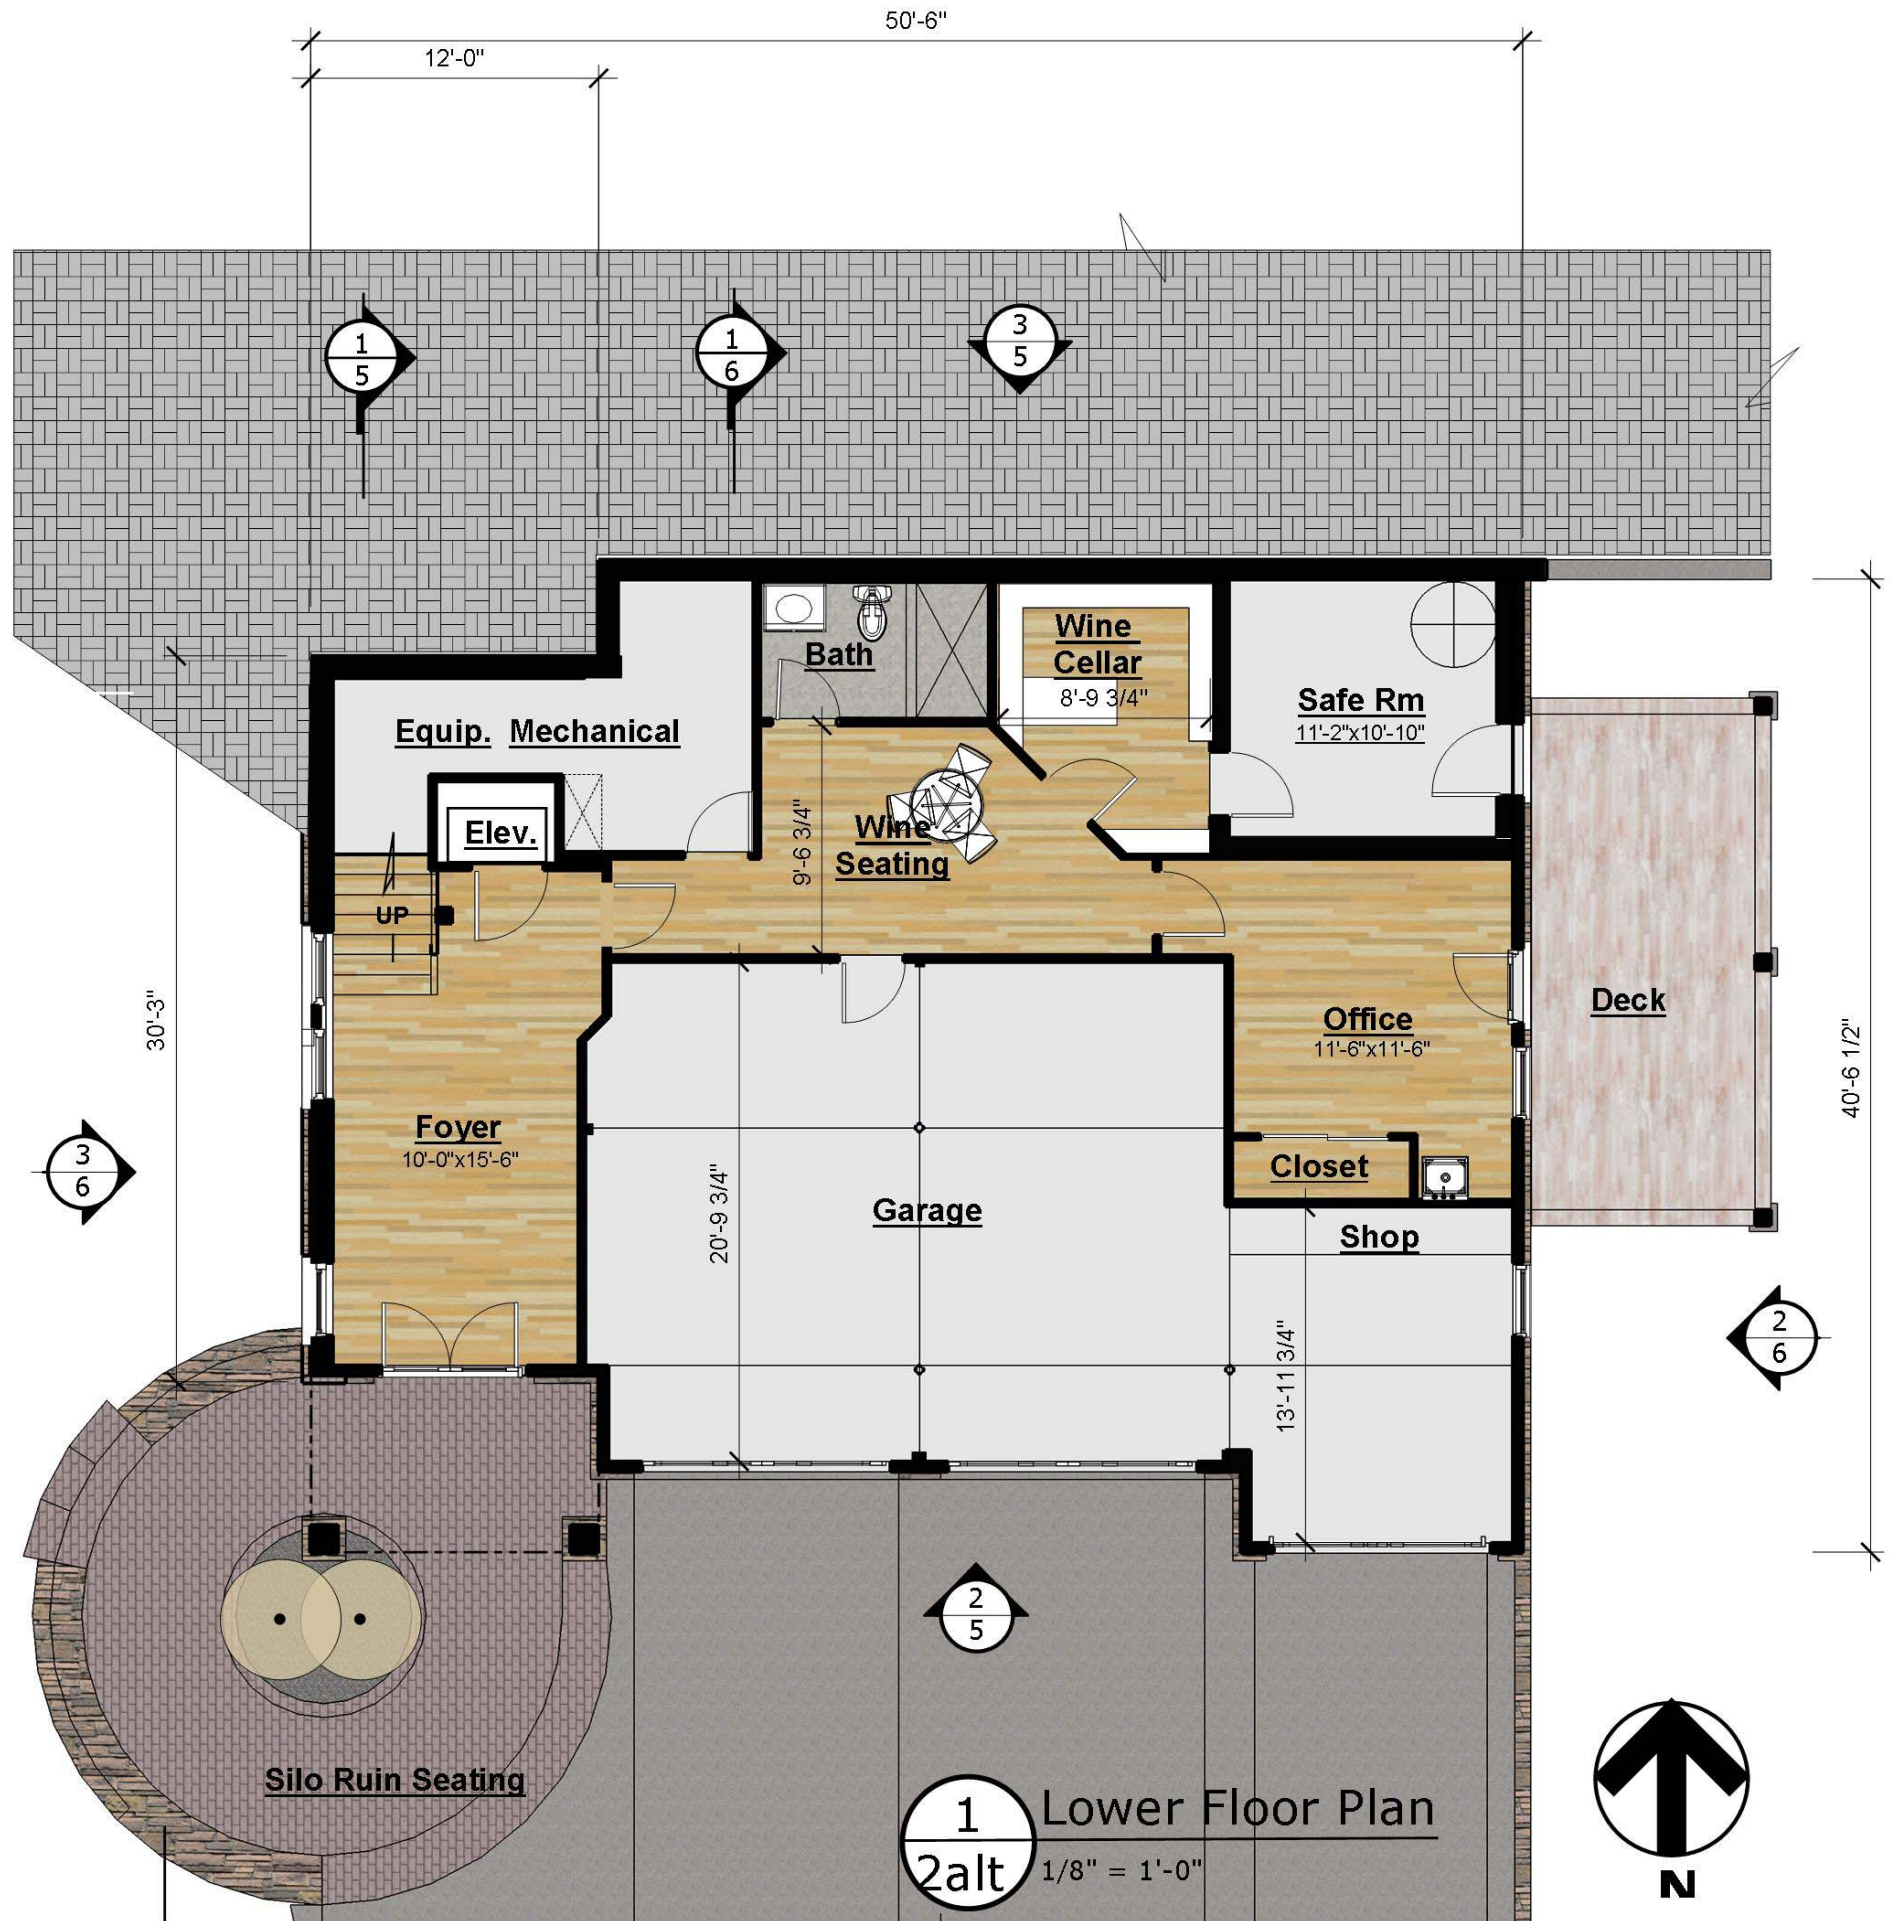 50'-6"
12'-0"
1
5
1
6
3
5
Wine
Cellar
8'-9 3/4"
Bath
Safe Rm
11'-2"x10'-10"
Equip. Mechanical
Elev.
Wine
Seating
9'-6 3/4"
UP
Deck
Office
11'-6"x11'-6"
30'-3"
40'-6 1/2"
Foyer
10'-0"x15'-6"
3
6
Closet
20'-9 3/4"
Garage
Shop
13'-11 3/4"
2
6
2
5
Silo Ruin Seating
1
2alt
Lower Floor Plan
1/8" = 1'-0"
N